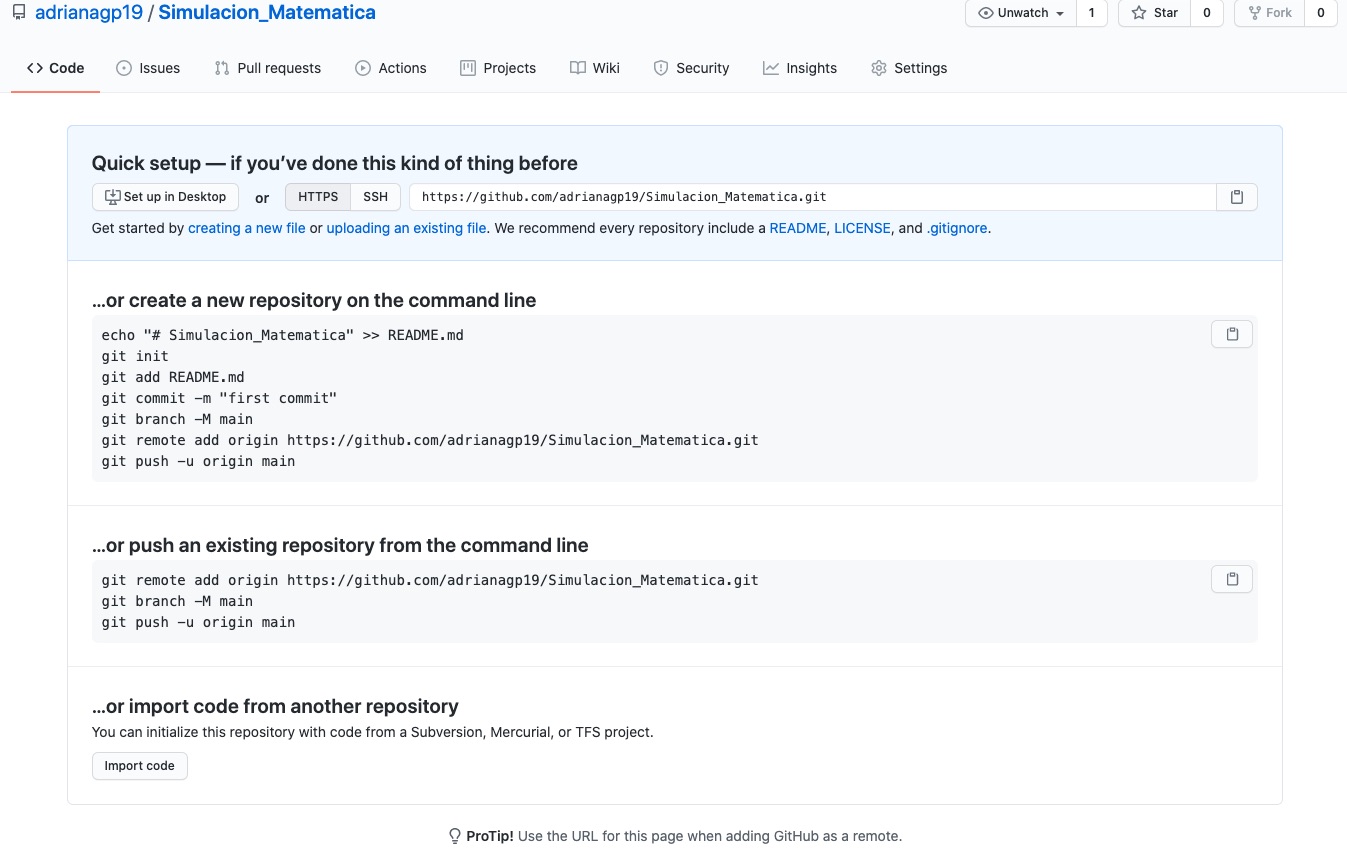 adrianagp19 / Simulacion_Matematica
Unwatch 1 Star 0 Fork 0
Code Issues Pull requests Actions Projects Wiki Security Insights Settings
Quick setup — if you’ve done this kind of thing before
Set up in Desktop or HTTPS SSH https://github.com/adrianagp19/Simulacion_Matematica.git
Get started by creating a new file or uploading an existing file. We recommend every repository include a README, LICENSE, and .gitignore.
…or create a new repository on the command line
echo "# Simulacion_Matematica" >> README.md
git init
git add README.md
git commit -m "first commit"
git branch -M main
git remote add origin https://github.com/adrianagp19/Simulacion_Matematica.git
git push -u origin main
…or push an existing repository from the command line
git remote add origin https://github.com/adrianagp19/Simulacion_Matematica.git
git branch -M main
git push -u origin main
…or import code from another repository
You can initialize this repository with code from a Subversion, Mercurial, or TFS project.
Import code
ProTip! Use the URL for this page when adding GitHub as a remote.